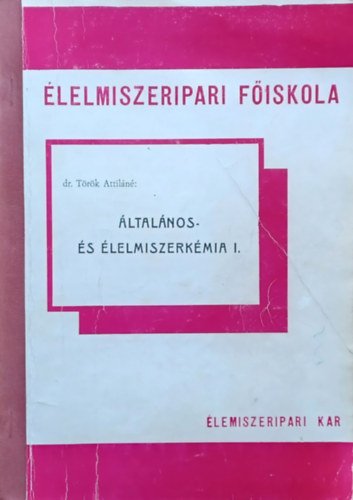 ÉLELMISZERIPARI FŐISKOLA
dr. Török Attiláné:
ÁLTALÁNOS-
ÉS ÉLELMISZERKÉMIA I.
ÉLEMISZERIPARI KAR